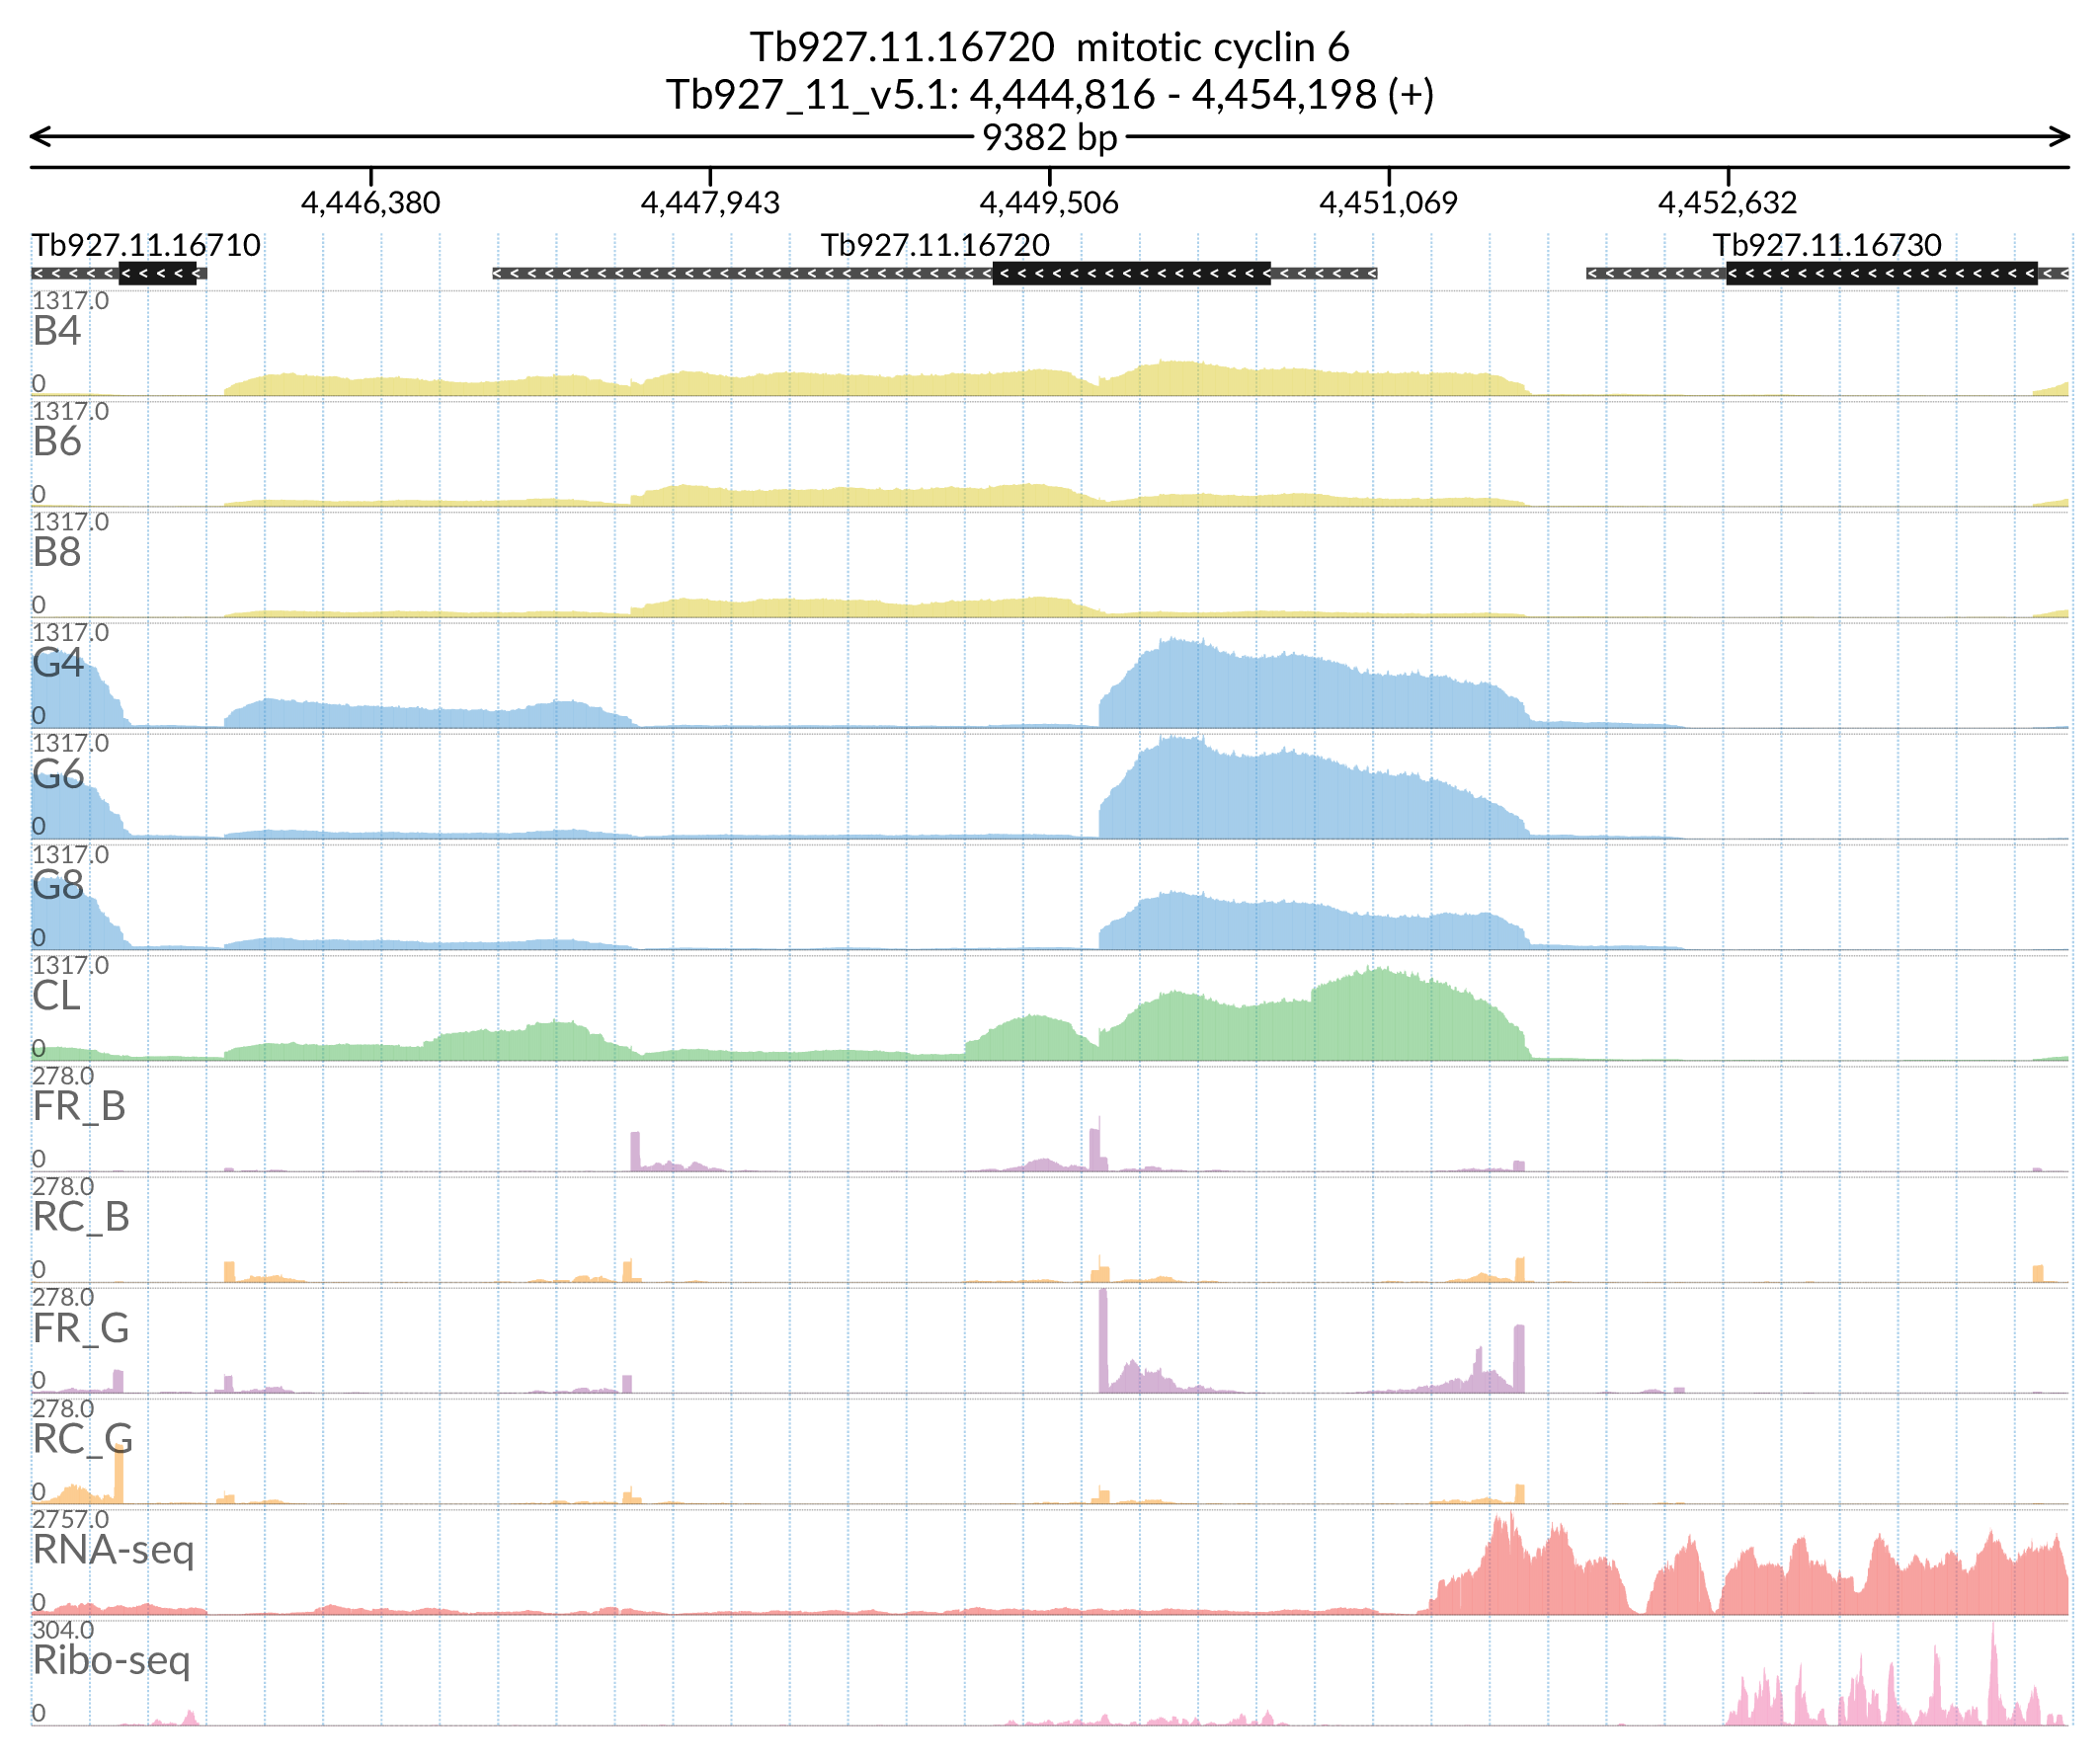 Tb927.11.16720 mitotic cyclin 6
Tb927_11_v5.1: 4,444,816 - 4,454,198 (+)
9382 bp
4,446,380 4,447,943 4,449,506 4,451,069 4,452,632
Tb927.11.16710 Tb927.11.16720 Tb927.11.16730
1317.0
B4
0
1317.0
B6
0
1317.0
B8
0
1317.0
G4
0
1317.0
G6
0
1317.0
G8
0
1317.0
CL
0
278.0
FR_B
0
278.0
RC_B
0
278.0
FR_G
0
278.0
RC_G
0
2757.0
RNA-seq
0
304.0
Ribo-seq
0